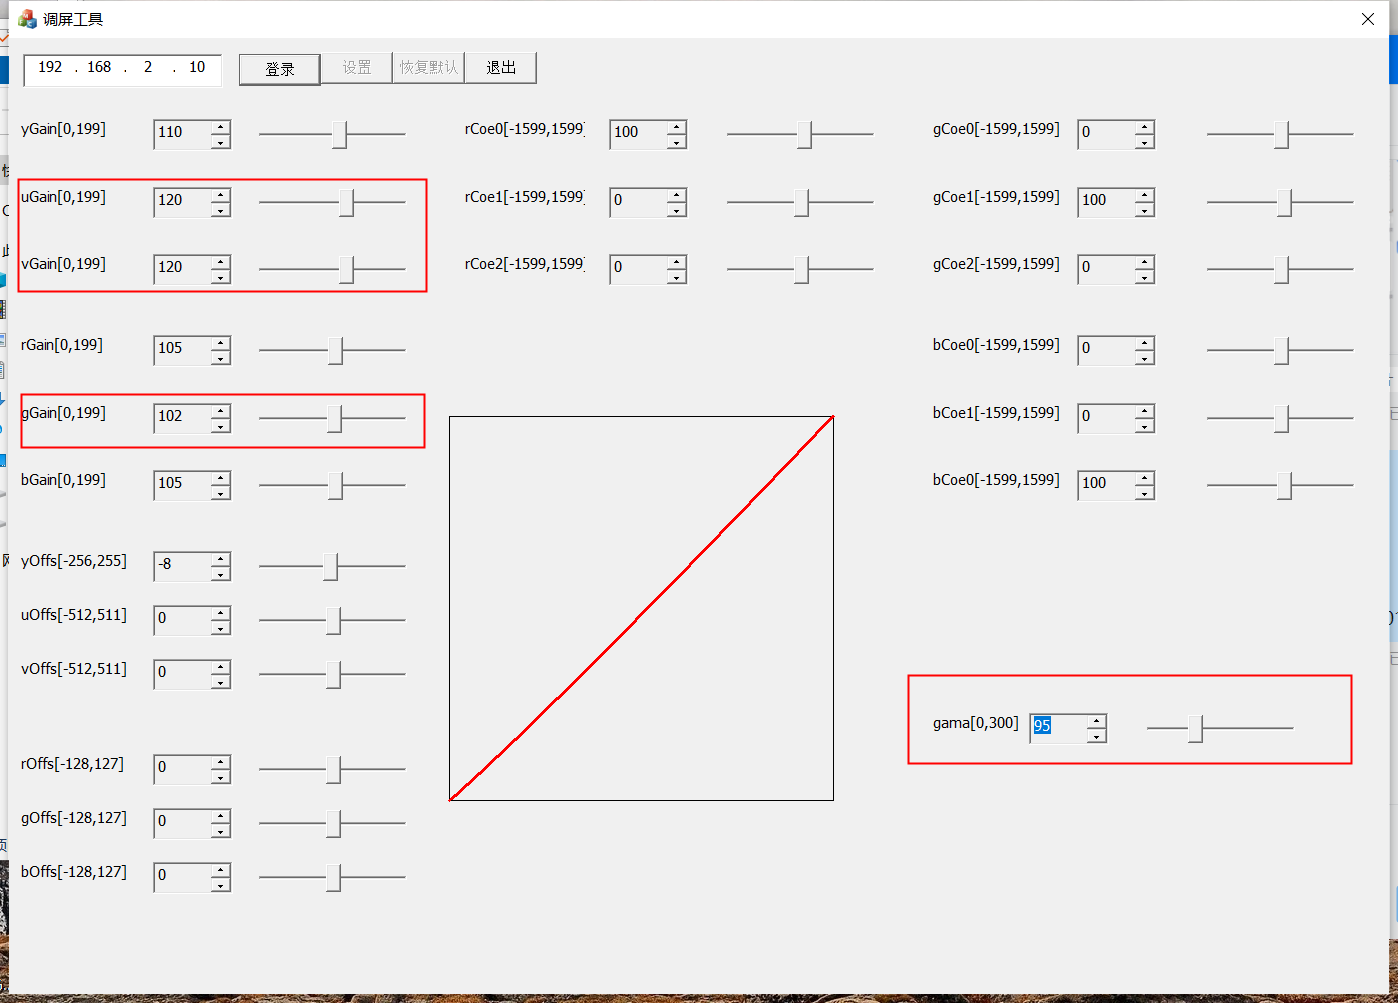 调屏工具
192 . 168 . 2 . 10 登录 设置 恢复默认 退出
yGain[0,199] 110 rCoe0[-1599,1599] 100 gCoe0[-1599,1599] 0
uGain[0,199] 120 rCoe1[-1599,1599] 0 gCoe1[-1599,1599] 100
vGain[0,199] 120 rCoe2[-1599,1599] 0 gCoe2[-1599,1599] 0
rGain[0,199] 105 bCoe0[-1599,1599] 0
gGain[0,199] 102 bCoe1[-1599,1599] 0
bGain[0,199] 105 bCoe0[-1599,1599] 100
yOffs[-256,255] -8
uOffs[-512,511] 0
vOffs[-512,511] 0
gama[0,300] 95
rOffs[-128,127] 0
gOffs[-128,127] 0
bOffs[-128,127] 0